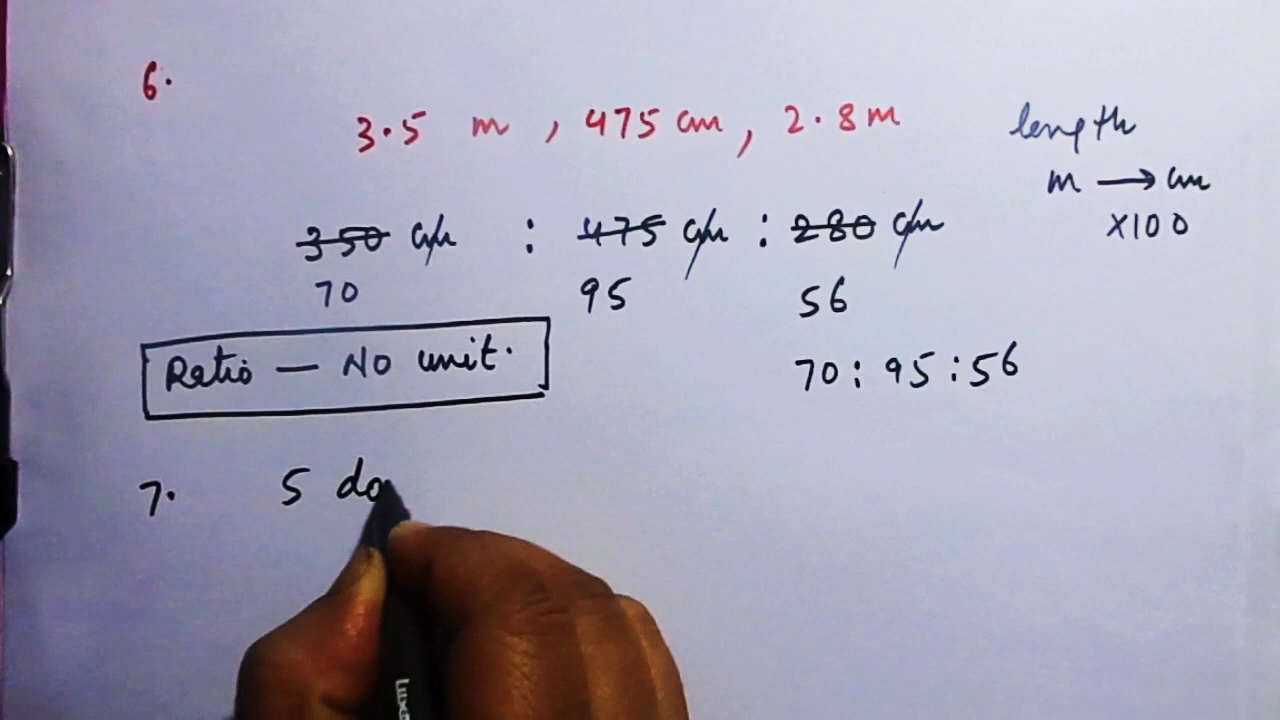 6.
3.5 m , 475 cm , 2.8 m
length
m → cm
×100
350 cm : 475 cm : 280 cm
70 95 56
Ratio — No unit.
70 : 95 : 56
7. 5 do